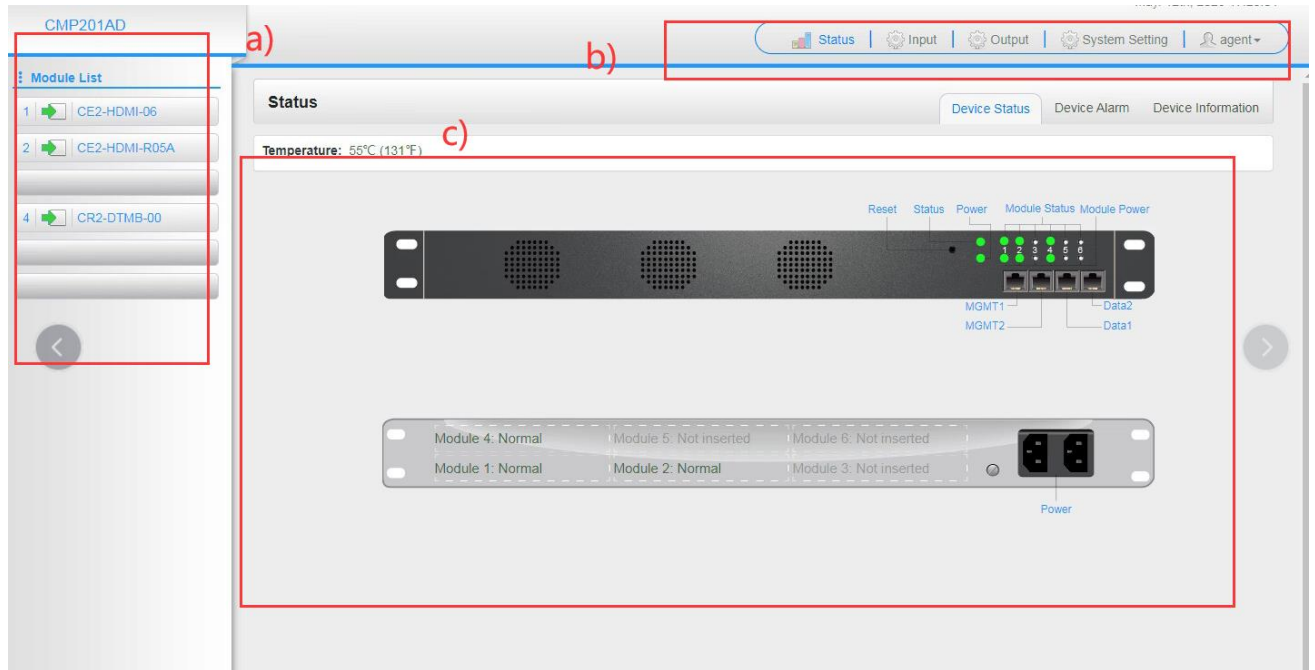 CMP201AD
a)
b)
Status
Input
Output
System Setting
agent
Module List
1 CE2-HDMI-06
2 CE2-HDMI-R05A
4 CR2-DTMB-00
Status
Device Status
Device Alarm
Device Information
c)
Temperature: 55℃ (131℉)
Reset Status Power Module Status Module Power
1 2 3 4 5 6
MGMT1
Data2
MGMT2
Data1
Module 4: Normal
Module 5: Not inserted
Module 6: Not inserted
Module 1: Normal
Module 2: Normal
Module 3: Not inserted
Power